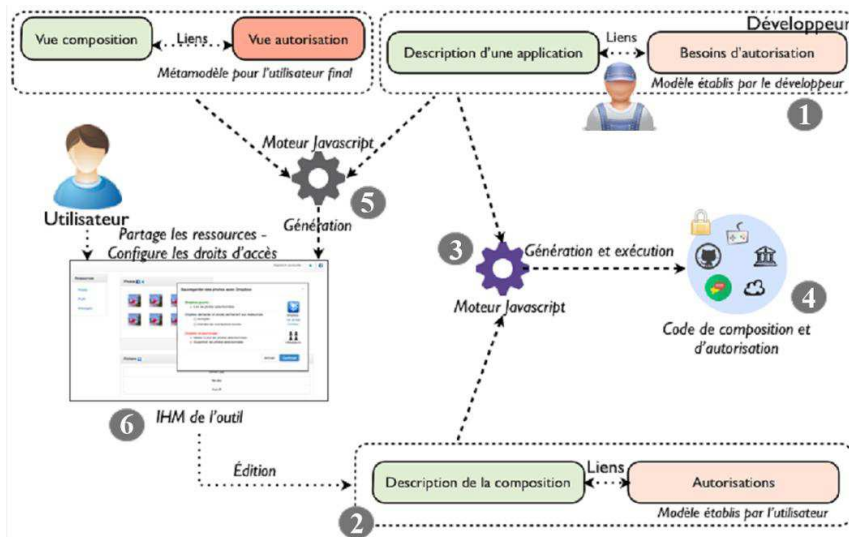 Développeur
Vue composition
Liens
Vue autorisation
Métamodèle pour l'utilisateur final
Description d'une application
Liens
Besoins d'autorisation
Modèle établis par le développeur
1
Moteur Javascript
5
Utilisateur
Génération
Partage les ressources -
Configure les droits d'accès
3
Génération et exécution
Moteur Javascript
4
Code de composition et
d'autorisation
6
IHM de l'outil
Édition
2
Description de la composition
Liens
Autorisations
Modèle établis par l'utilisateur